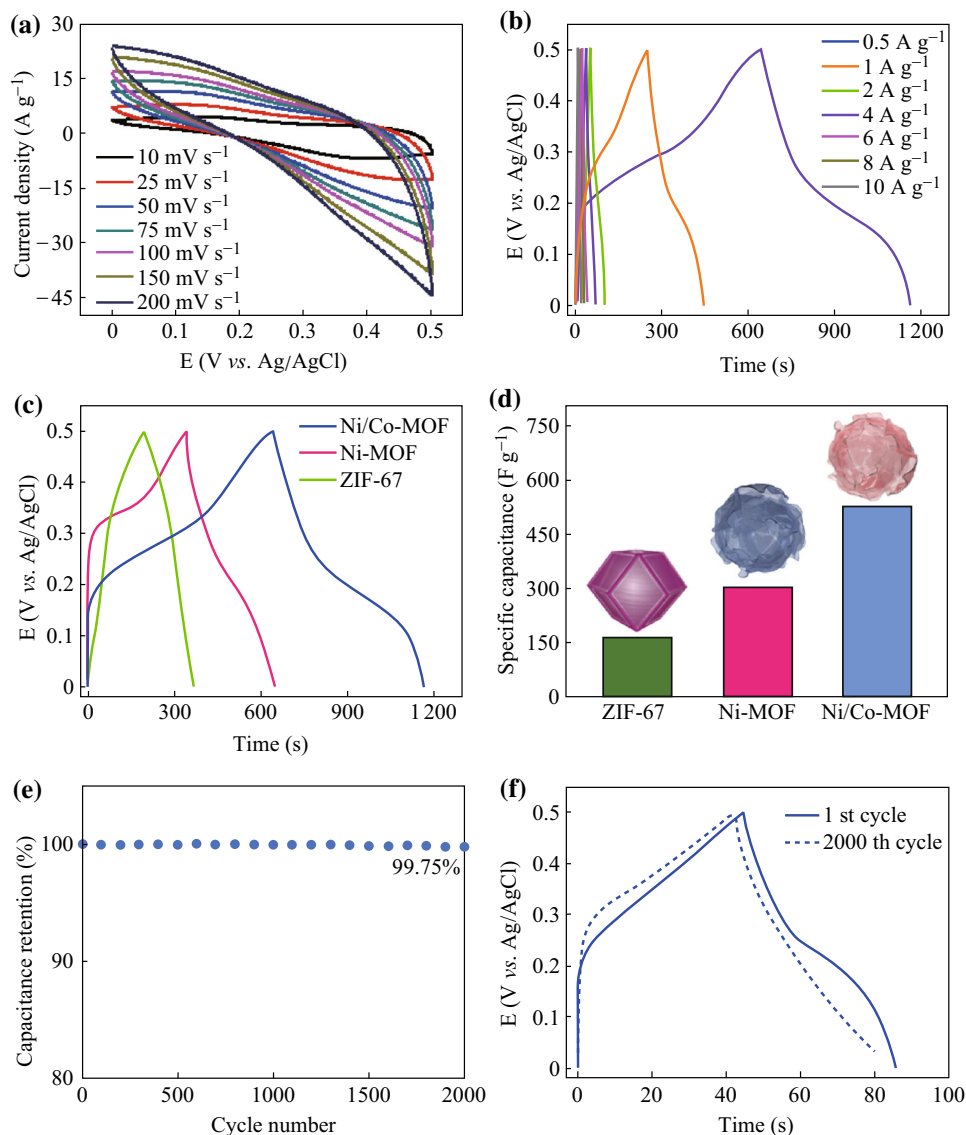 (a)
30
15
0
−15
−30
−45
Current density (A g⁻¹)
10 mV s⁻¹
25 mV s⁻¹
50 mV s⁻¹
75 mV s⁻¹
100 mV s⁻¹
150 mV s⁻¹
200 mV s⁻¹
0 0.1 0.2 0.3 0.4 0.5
E (V vs. Ag/AgCl)
(b)
0.5
0.4
0.3
0.2
0.1
0
E (V vs. Ag/AgCl)
0.5 A g⁻¹
1 A g⁻¹
2 A g⁻¹
4 A g⁻¹
6 A g⁻¹
8 A g⁻¹
10 A g⁻¹
0 300 600 900 1200
Time (s)
(c)
0.5
0.4
0.3
0.2
0.1
0
E (V vs. Ag/AgCl)
Ni/Co-MOF
Ni-MOF
ZIF-67
0 300 600 900 1200
Time (s)
(d)
750
600
450
300
150
0
Specific capacitance (F g⁻¹)
ZIF-67 Ni-MOF Ni/Co-MOF
(e)
100
90
80
Capacitance retention (%)
99.75%
0 500 1000 1500 2000
Cycle number
(f)
0.5
0.4
0.3
0.2
0.1
0
E (V vs. Ag/AgCl)
1 st cycle
2000 th cycle
0 20 40 60 80 100
Time (s)